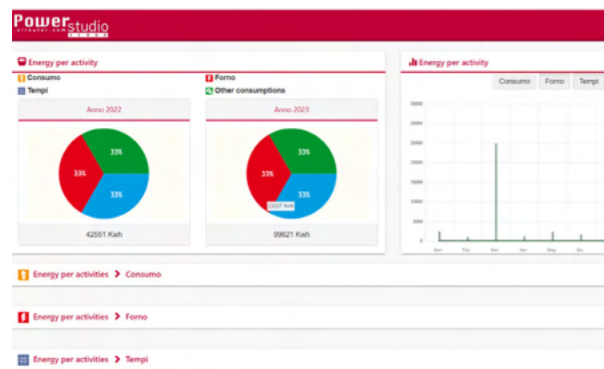 Power studio
Energy per activity
Consumo
Forno
Tempi
Other consumptions
Anno 2022
33%
33%
33%
42551 Kwh
Anno 2023
33%
33%
33%
99621 Kwh
Energy per activity
Consumo Forno Tempi
Energy per activities > Consumo
Energy per activities > Forno
Energy per activities > Tempi